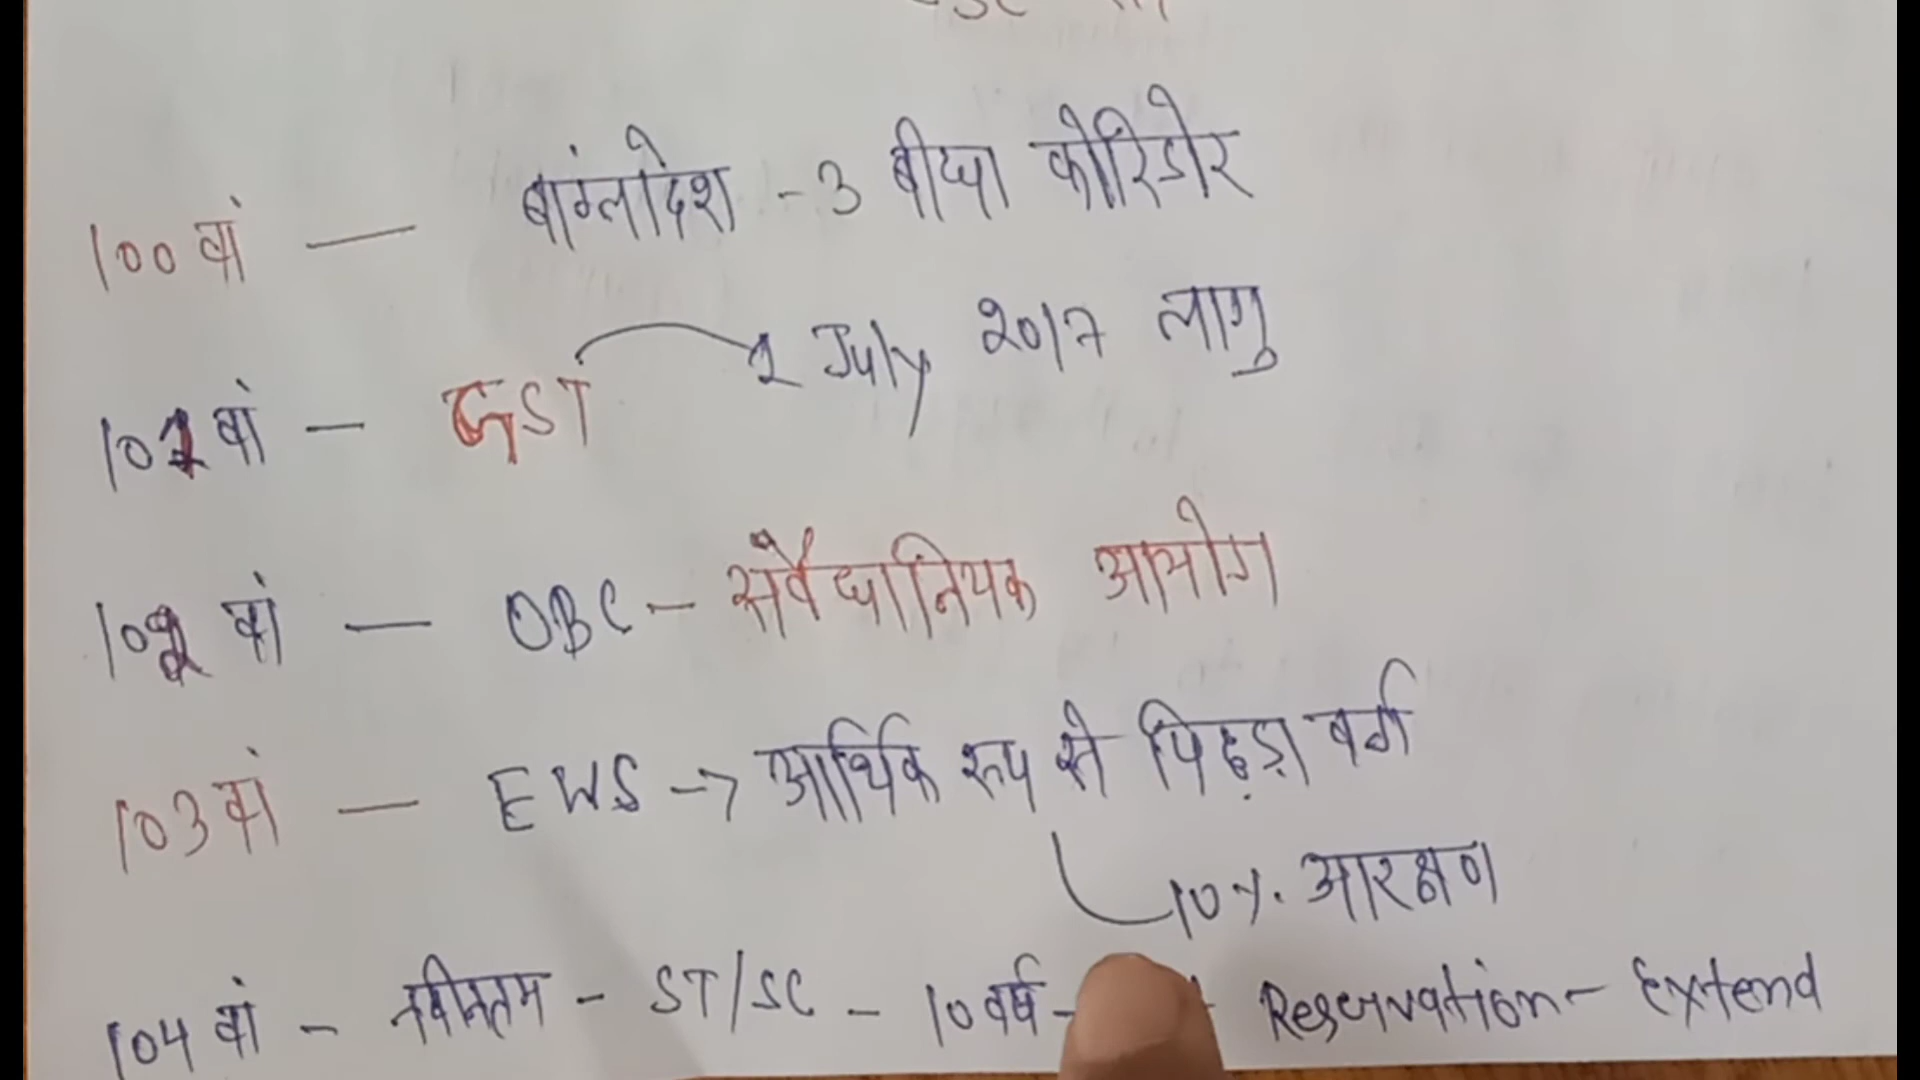 100 वां — बांग्लादेश - 3 बीघा कोरिडोर
1 July 2017 लागु
101 वां — GST
102 वां — OBC - संवैधानियक आयोग
103 वां — EWS → आर्थिक रूप से पिछड़ा वर्ग
10%. आरक्षण
104 वां - नवीनतम - ST/SC - 10 वर्ष - Reservation - Extend